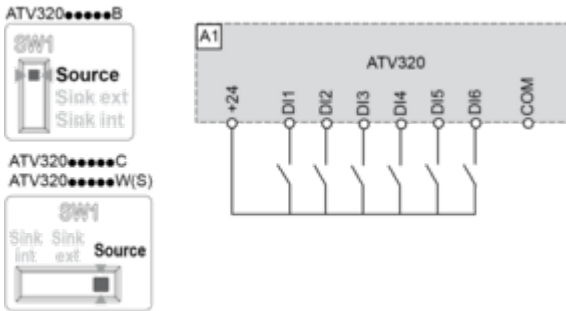 ATV320●●●●●B
SW1
Source
Sink ext
Sink int
ATV320●●●●●C
ATV320●●●●●W(S)
SW1
Sink int
Sink ext
Source
A1
ATV320
+24
DI1
DI2
DI3
DI4
DI5
DI6
COM